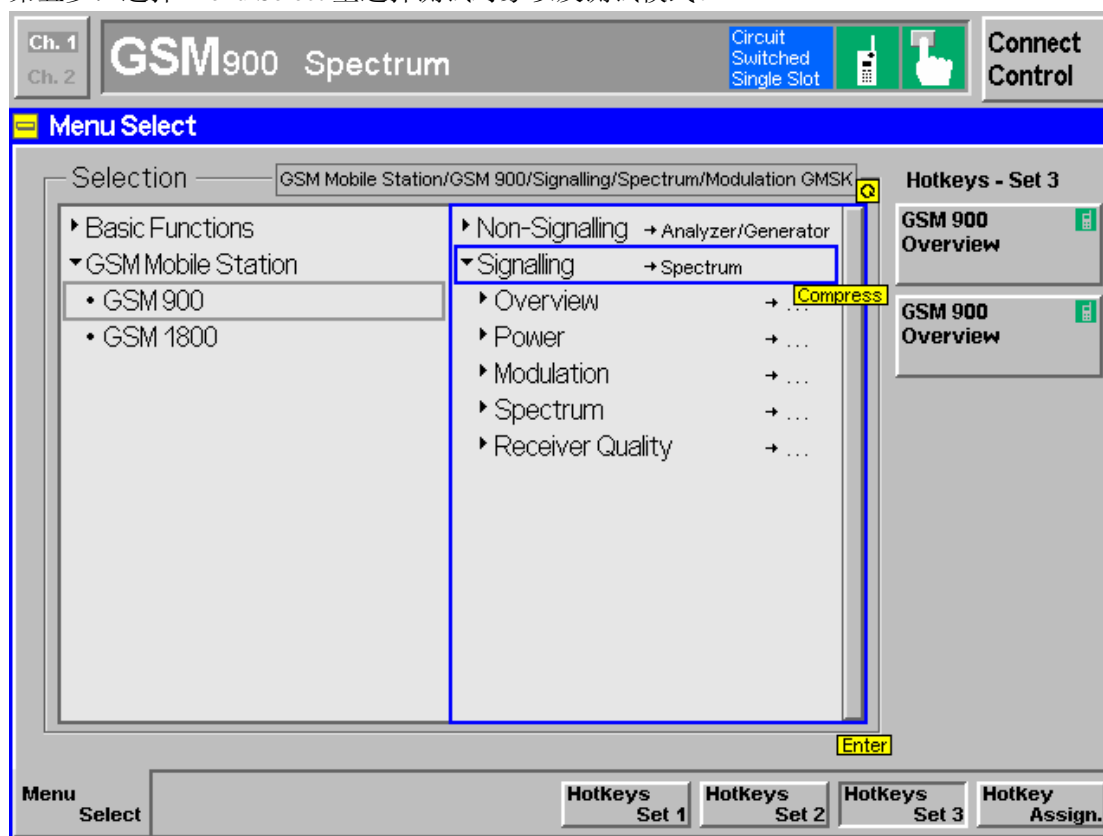 Ch. 1
Ch. 2
GSM900 Spectrum
Circuit
Switched
Single Slot
Connect
Control
Menu Select
Selection
GSM Mobile Station/GSM 900/Signalling/Spectrum/Modulation GMSK
Hotkeys - Set 3
Basic Functions
GSM Mobile Station
• GSM 900
• GSM 1800
Non-Signalling → Analyzer/Generator
Signalling → Spectrum
Compress
Overview → ...
Power → ...
Modulation → ...
Spectrum → ...
Receiver Quality → ...
GSM 900
Overview
GSM 900
Overview
Enter
Menu
Select
Hotkeys
Set 1
Hotkeys
Set 2
Hotkeys
Set 3
Hotkey
Assign.